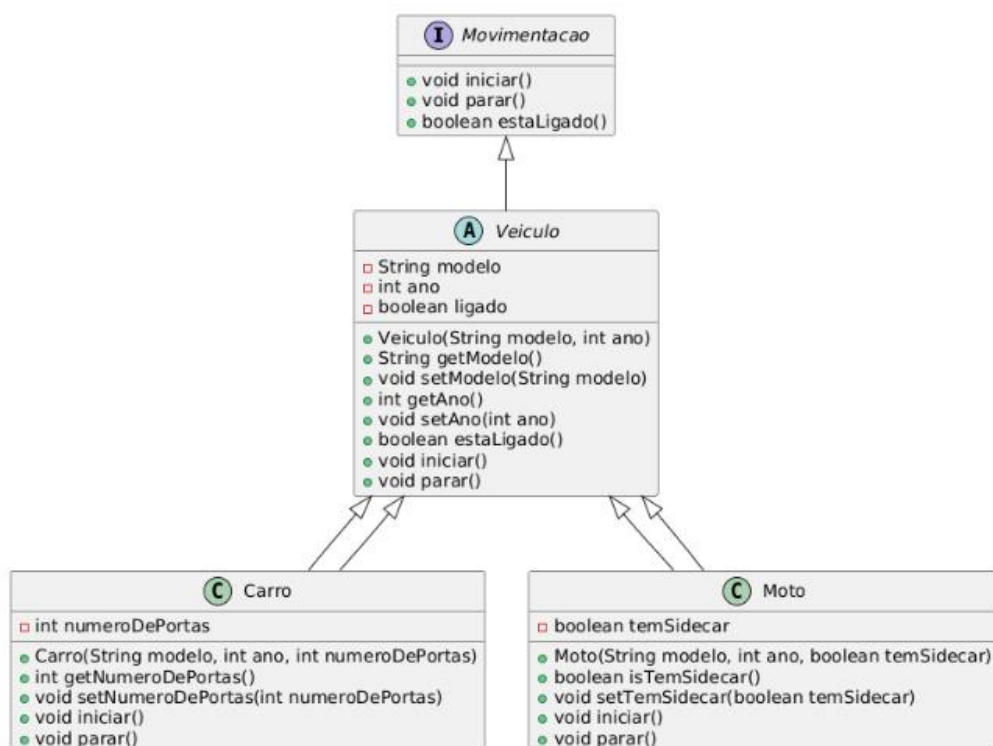 I Movimentacao
void iniciar()
void parar()
boolean estaLigado()
A Veiculo
String modelo
int ano
boolean ligado
Veiculo(String modelo, int ano)
String getModelo()
void setModelo(String modelo)
int getAno()
void setAno(int ano)
boolean estaLigado()
void iniciar()
void parar()
C Carro
int numeroDePortas
Carro(String modelo, int ano, int numeroDePortas)
int getNumeroDePortas()
void setNumeroDePortas(int numeroDePortas)
void iniciar()
void parar()
C Moto
boolean temSidecar
Moto(String modelo, int ano, boolean temSidecar)
boolean isTemSidecar()
void setTemSidecar(boolean temSidecar)
void iniciar()
void parar()